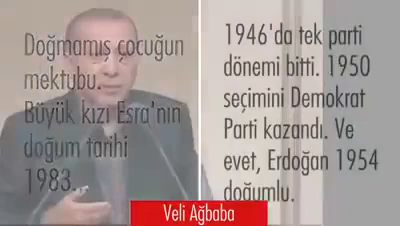 Doğmamış çocuğun
mektubu.
Büyük kızı Esra'nin
doğum tarihi
1983.
1946'da tek parti
dönemi bitti. 1950
seçimini Demokrat
Parti kazandı. Ve
evet, Erdoğan 1954
doğumlu.
Veli Ağbaba